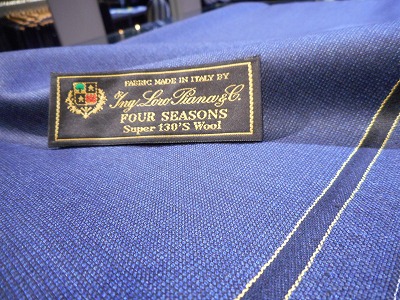 FABRIC MADE IN ITALY BY
Ing. Loro Piana & C.
FOUR SEASONS
Super 130'S Wool